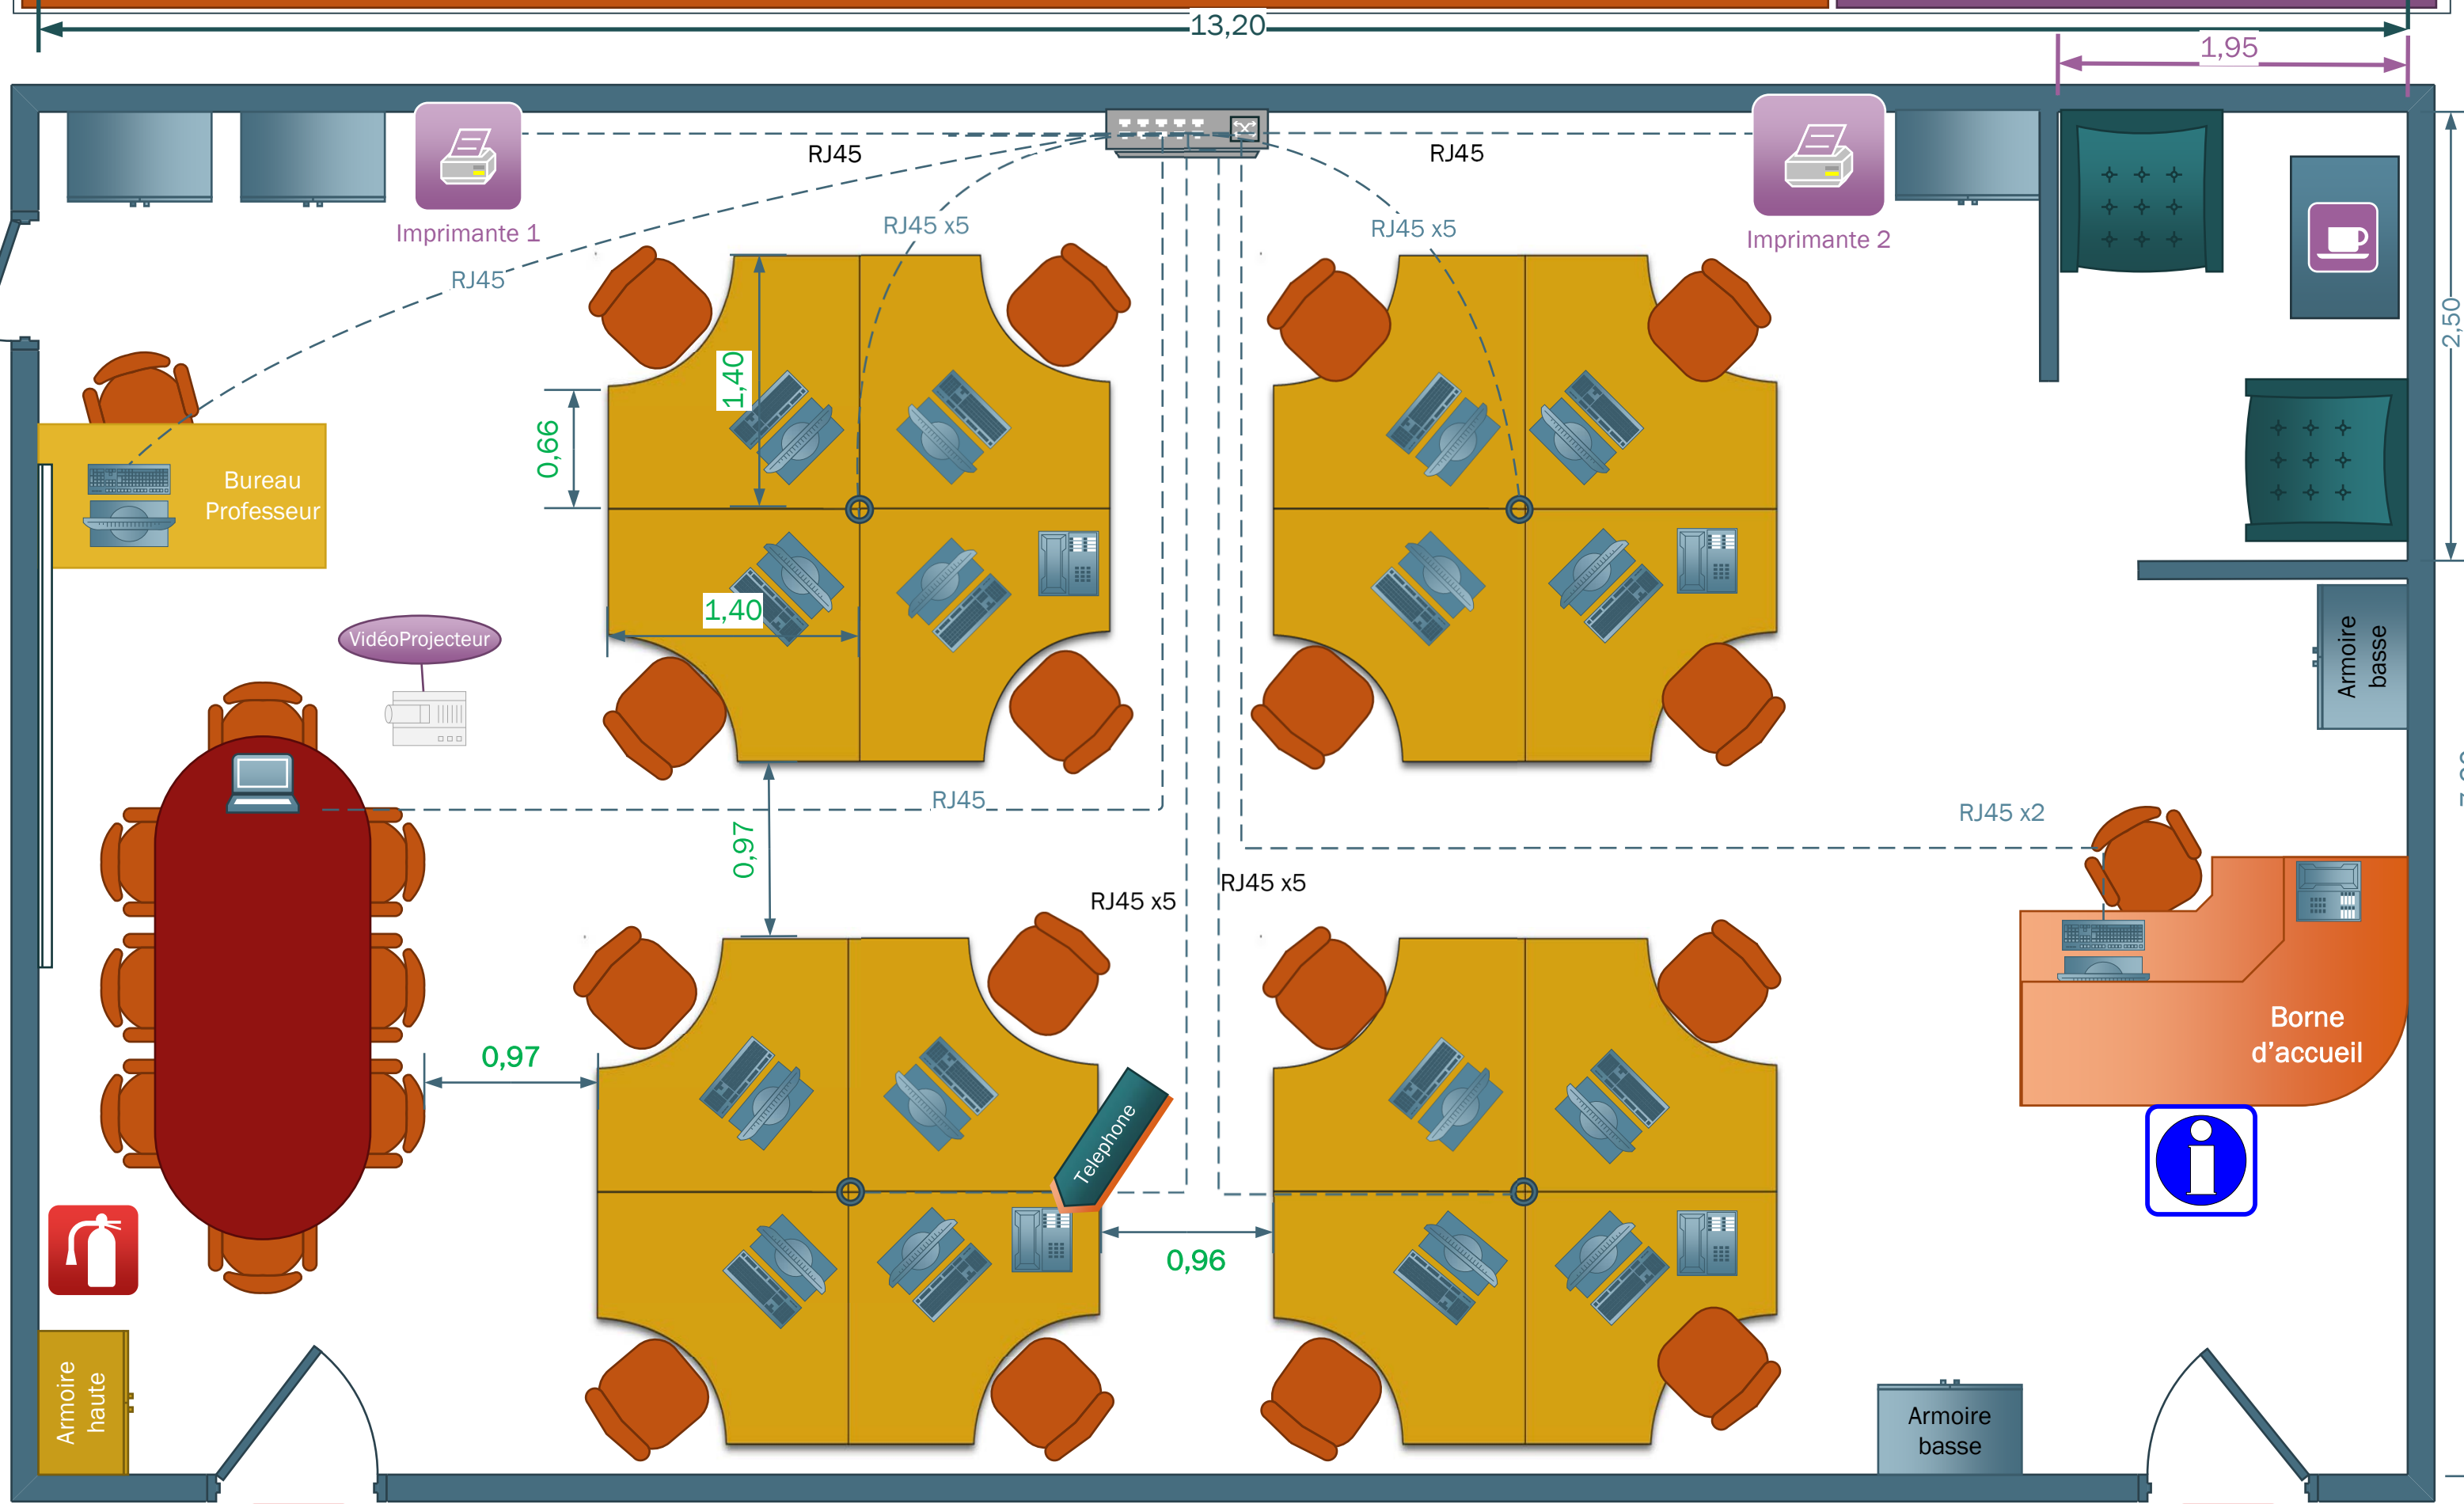 13,20
1,95
RJ45
RJ45
Imprimante 1
RJ45 x5
RJ45 x5
Imprimante 2
RJ45
2,50
1,40
0,66
Bureau
Professeur
1,40
VidéoProjecteur
Armoire
basse
RJ45
RJ45 x2
0,97
RJ45 x5
RJ45 x5
Borne
d’accueil
0,97
Telephone
0,96
Armoire
haute
Armoire
basse